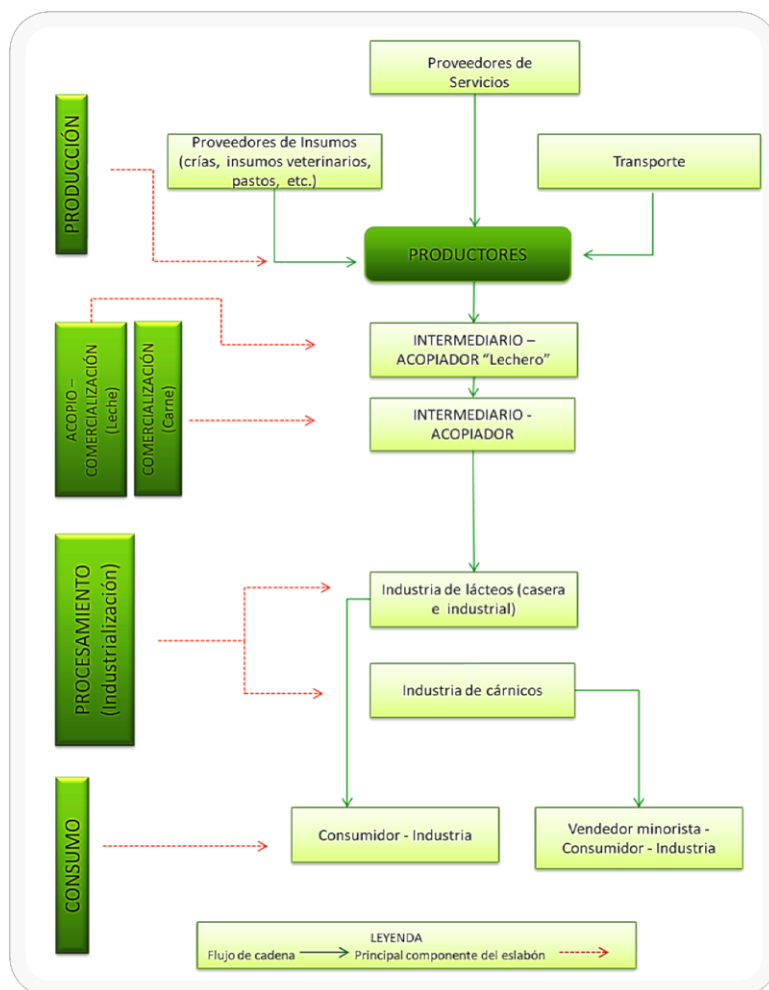 Proveedores de
Servicios
PRODUCCIÓN
Proveedores de Insumos
(crías, insumos veterinarios,
pastos, etc.)
Transporte
PRODUCTORES
ACOPIO –
COMERCIALIZACIÓN
(Leche)
COMERCIALIZACIÓN
(Carne)
INTERMEDIARIO –
ACOPIADOR “Lechero”
INTERMEDIARIO -
ACOPIADOR
PROCESAMIENTO
(Industrialización)
Industria de lácteos (casera
e industrial)
Industria de cárnicos
CONSUMO
Consumidor - Industria
Vendedor minorista -
Consumidor - Industria
LEYENDA
Flujo de cadena Principal componente del eslabón